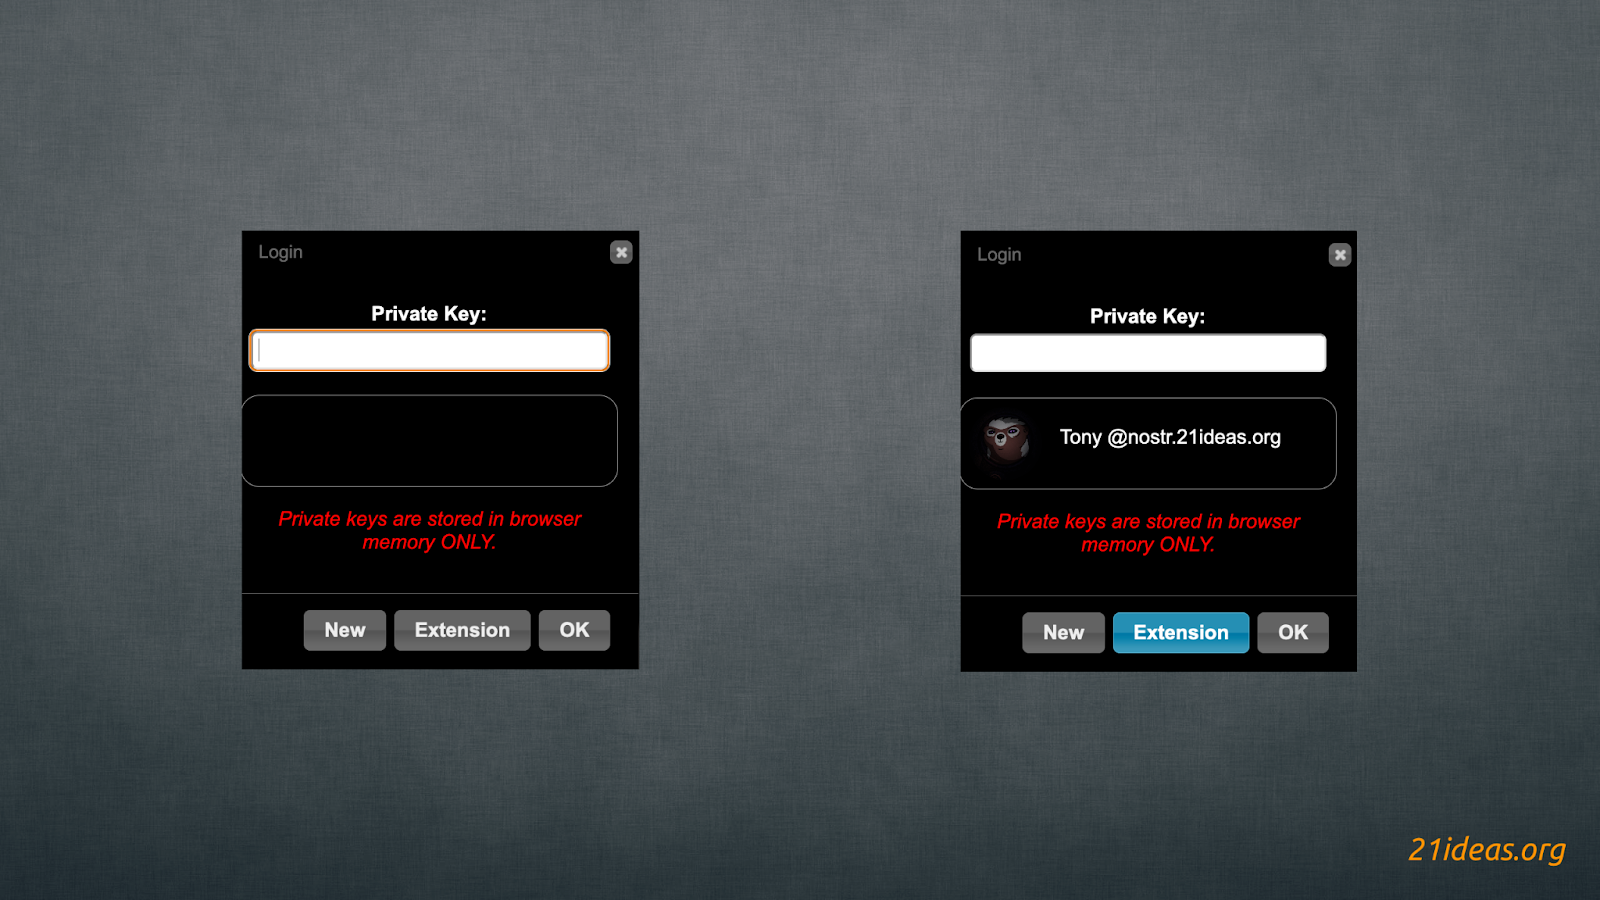 Login
Private Key:
Private keys are stored in browser
memory ONLY.
New
Extension
OK
Login
Private Key:
Tony @nostr.21ideas.org
Private keys are stored in browser
memory ONLY.
New
Extension
OK
21ideas.org